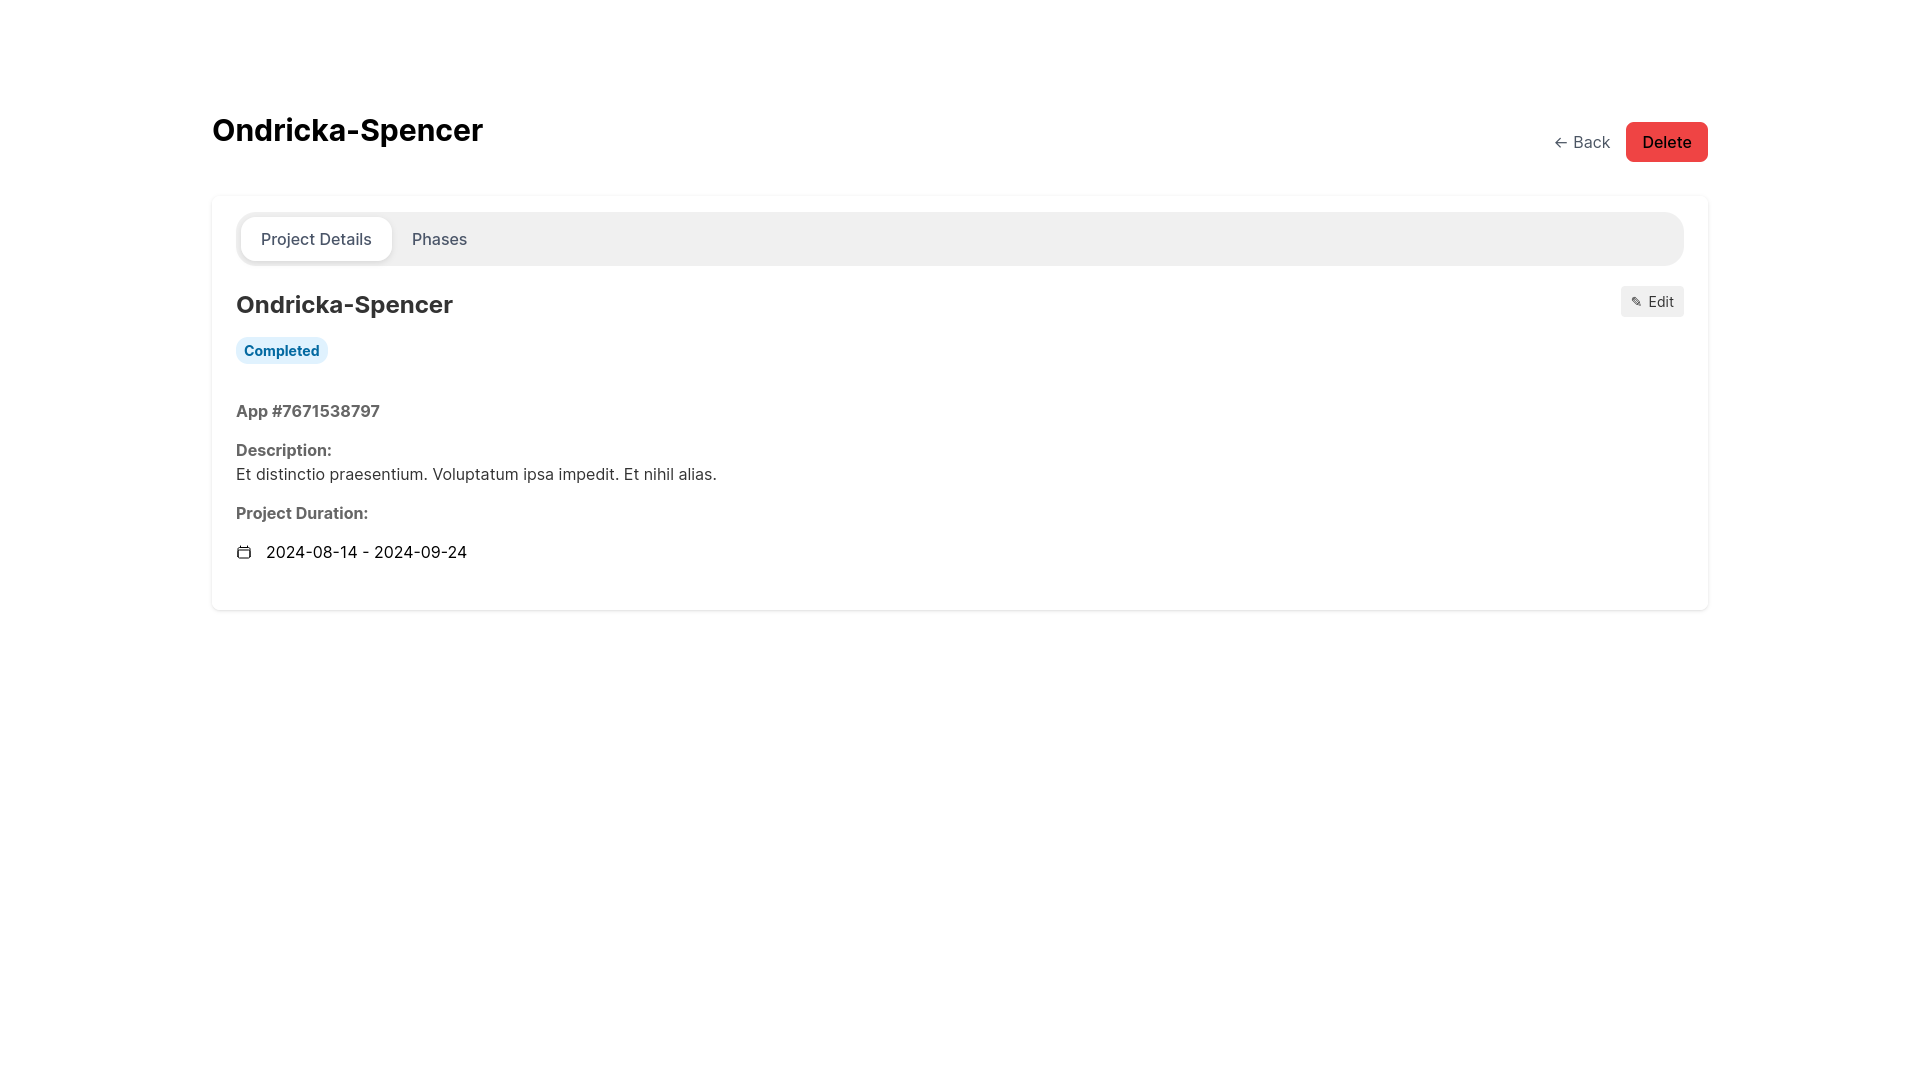 Ondricka-Spencer
← Back
Delete
Project Details
Phases
Ondricka-Spencer
✎ Edit
Completed
App #7671538797
Description:
Et distinctio praesentium. Voluptatum ipsa impedit. Et nihil alias.
Project Duration:
2024-08-14 - 2024-09-24